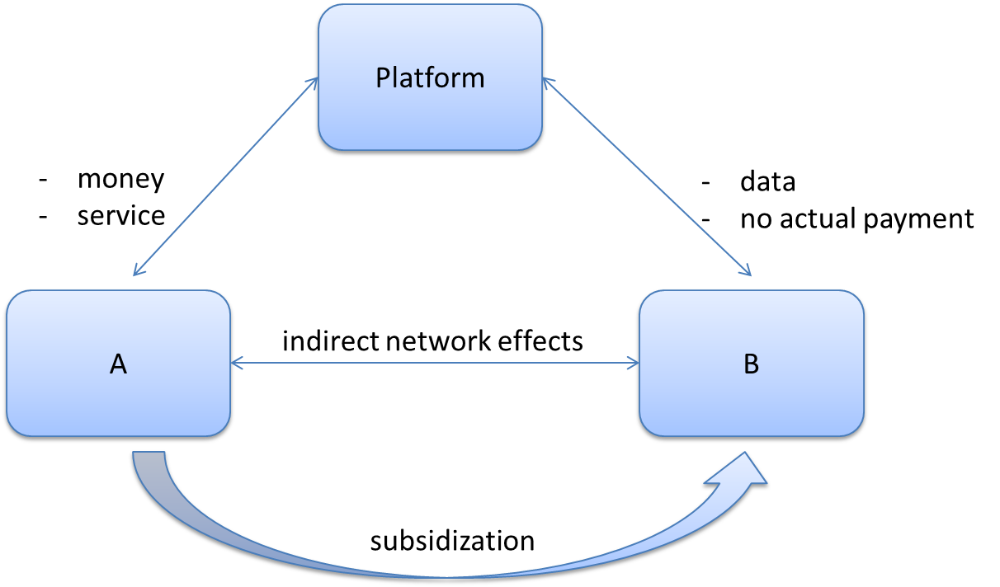 Platform
- money
- service
- data
- no actual payment
A
indirect network effects
B
subsidization